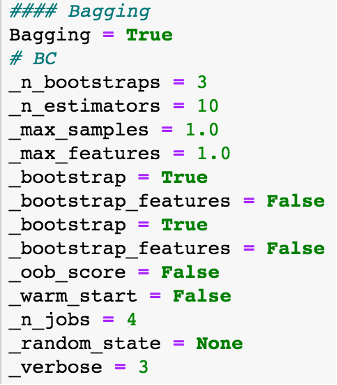 #### Bagging
Bagging = True
# BC
_n_bootstraps = 3
_n_estimators = 10
_max_samples = 1.0
_max_features = 1.0
_bootstrap = True
_bootstrap_features = False
_bootstrap = True
_bootstrap_features = False
_oob_score = False
_warm_start = False
_n_jobs = 4
_random_state = None
_verbose = 3